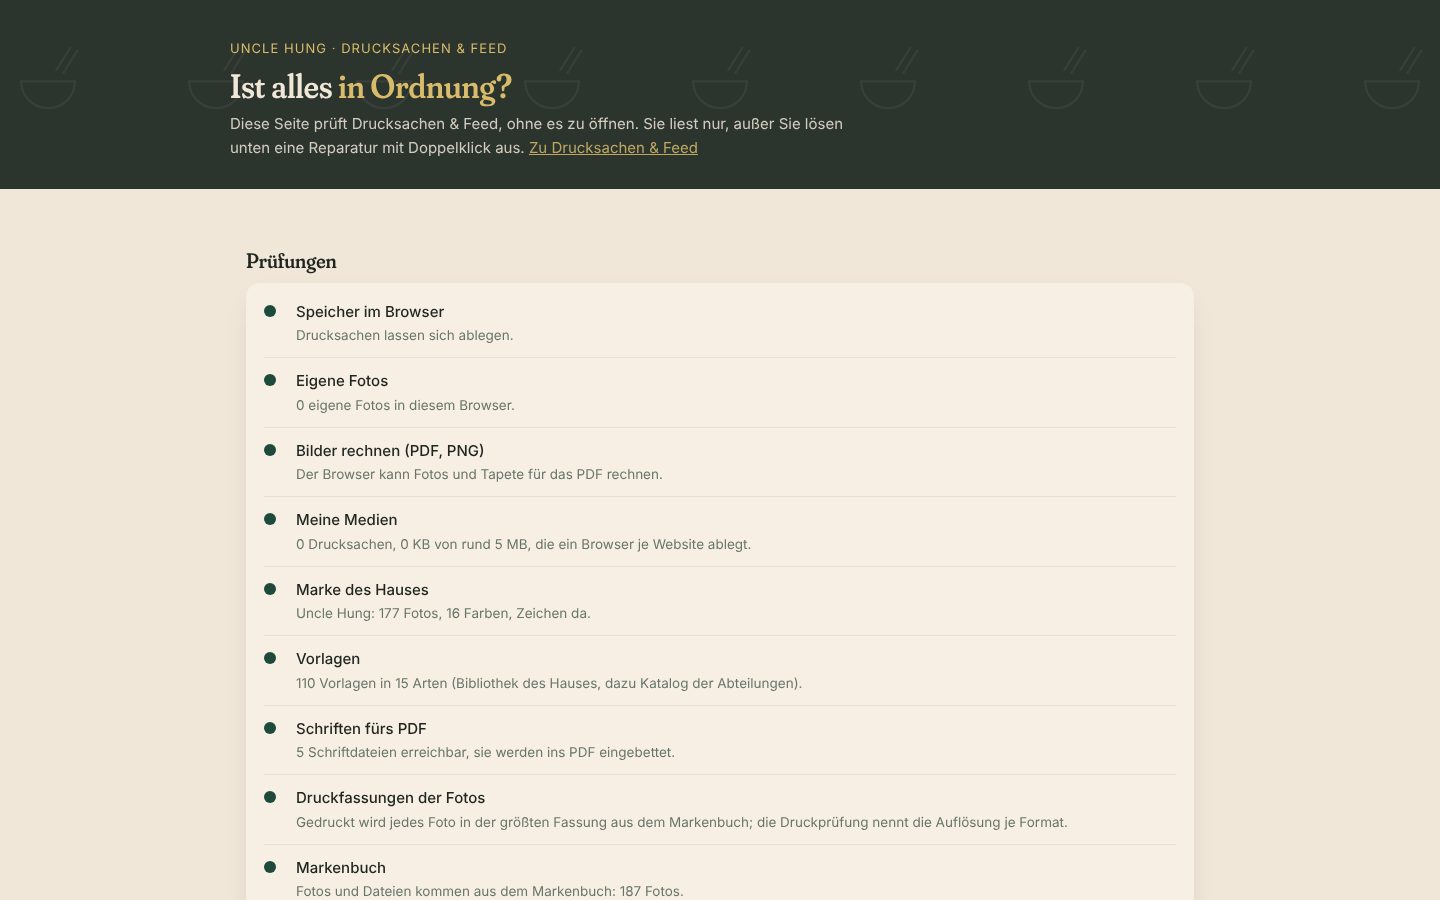 UNCLE HUNG · DRUCKSACHEN & FEED
Ist alles in Ordnung?
Diese Seite prüft Drucksachen & Feed, ohne es zu öffnen. Sie liest nur, außer Sie lösen
unten eine Reparatur mit Doppelklick aus. Zu Drucksachen & Feed
Prüfungen
Speicher im Browser
Drucksachen lassen sich ablegen.
Eigene Fotos
0 eigene Fotos in diesem Browser.
Bilder rechnen (PDF, PNG)
Der Browser kann Fotos und Tapete für das PDF rechnen.
Meine Medien
0 Drucksachen, 0 KB von rund 5 MB, die ein Browser je Website ablegt.
Marke des Hauses
Uncle Hung: 177 Fotos, 16 Farben, Zeichen da.
Vorlagen
110 Vorlagen in 15 Arten (Bibliothek des Hauses, dazu Katalog der Abteilungen).
Schriften fürs PDF
5 Schriftdateien erreichbar, sie werden ins PDF eingebettet.
Druckfassungen der Fotos
Gedruckt wird jedes Foto in der größten Fassung aus dem Markenbuch; die Druckprüfung nennt die Auflösung je Format.
Markenbuch
Fotos und Dateien kommen aus dem Markenbuch: 187 Fotos.